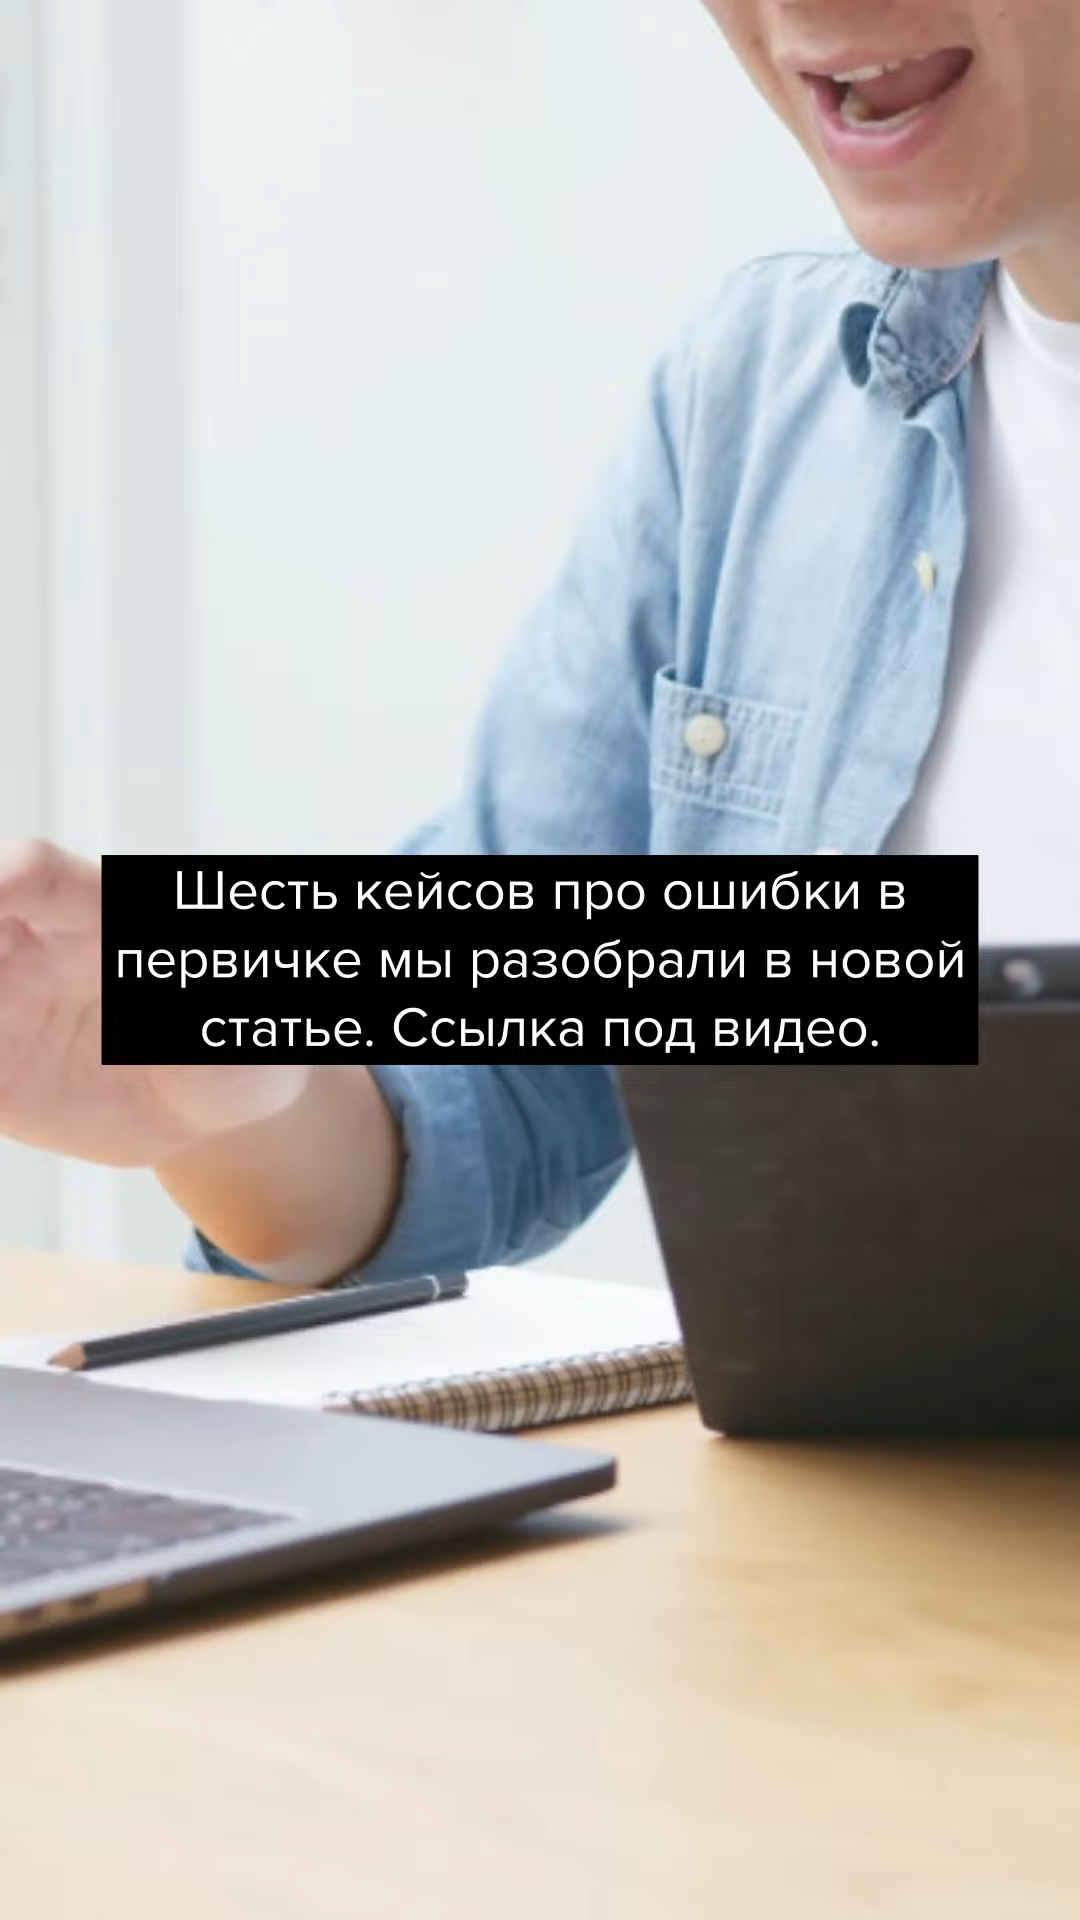 Шесть кейсов про ошибки в
первичке мы разобрали в новой
статье. Ссылка под видео.